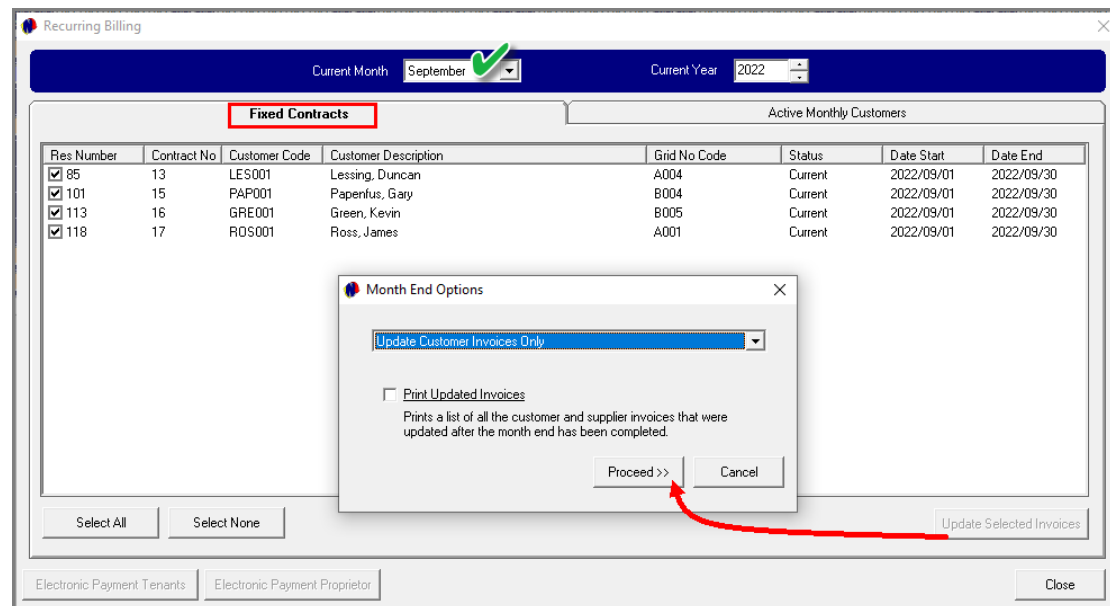 Recurring Billing
Current Month September Current Year 2022
Fixed Contracts Active Monthly Customers
Res Number Contract No Customer Code Customer Description Grid No Code Status Date Start Date End
85 13 LES001 Lessing, Duncan A004 Current 2022/09/01 2022/09/30
101 15 PAP001 Papenfus, Gary B004 Current 2022/09/01 2022/09/30
113 16 GRE001 Green, Kevin B005 Current 2022/09/01 2022/09/30
118 17 ROS001 Ross, James A001 Current 2022/09/01 2022/09/30
Month End Options
Update Customer Invoices Only
Print Updated Invoices
Prints a list of all the customer and supplier invoices that were
updated after the month end has been completed.
Proceed >> Cancel
Select All Select None Update Selected Invoices
Electronic Payment Tenants Electronic Payment Proprietor Close